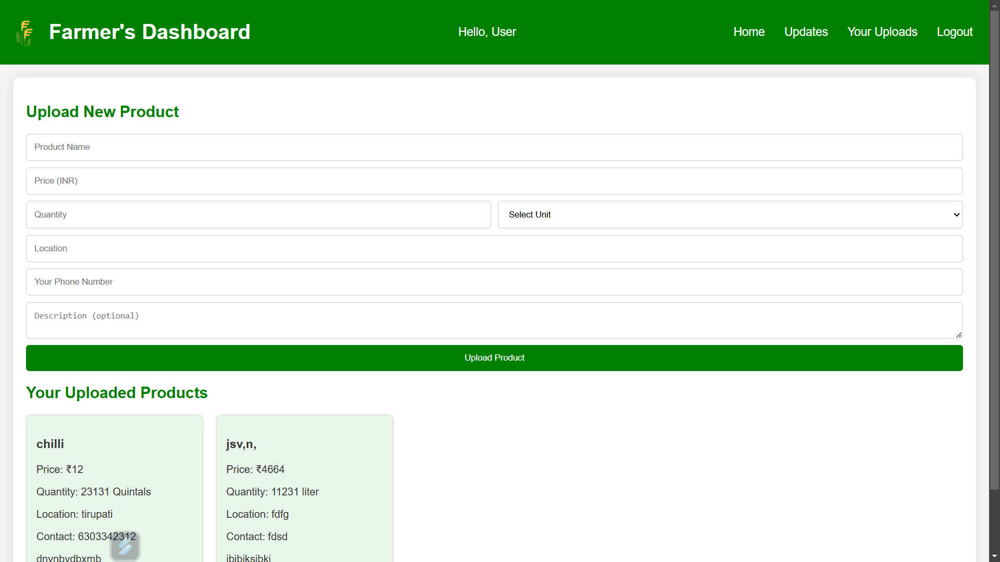 Farmer's Dashboard
Hello, User
Home Updates Your Uploads Logout
Upload New Product
Product Name
Price (INR)
Quantity
Select Unit
Location
Your Phone Number
Description (optional)
Upload Product
Your Uploaded Products
chilli
Price: ₹12
Quantity: 23131 Quintals
Location: tirupati
Contact: 6303342312
dnvnbvdbxmb
jsv,n,
Price: ₹4664
Quantity: 11231 liter
Location: fdfg
Contact: fdsd
ibibiksibki